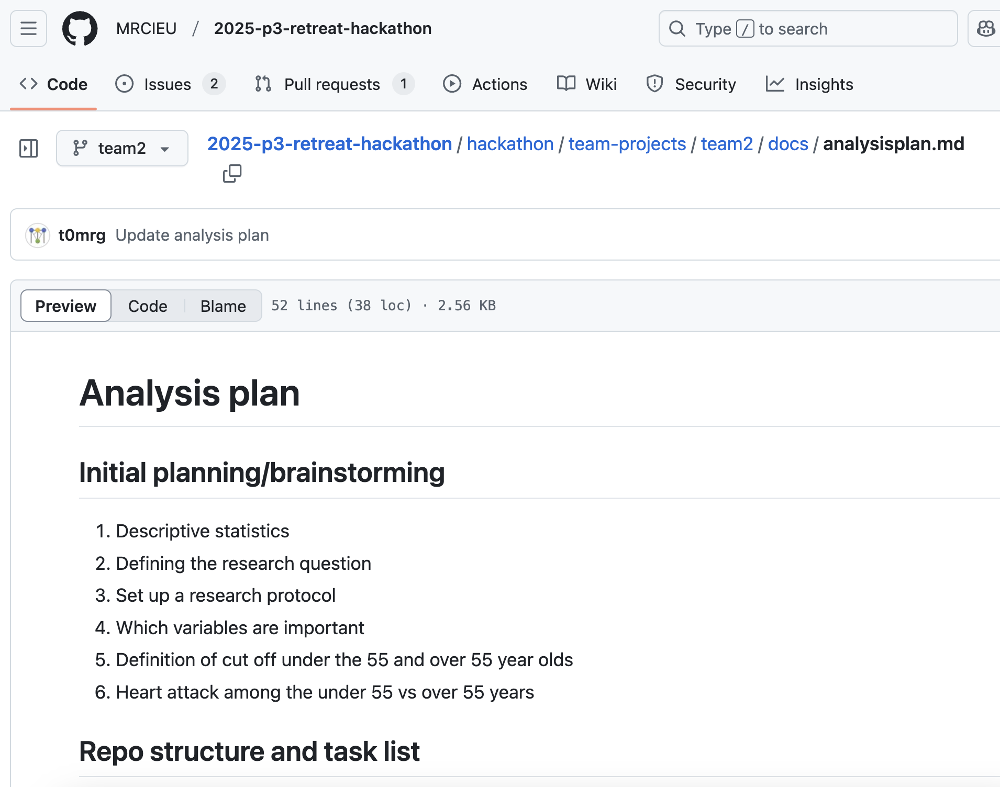 MRCIEU / 2025-p3-retreat-hackathon
Type / to search
Code
Issues 2
Pull requests 1
Actions
Wiki
Security
Insights
team2
2025-p3-retreat-hackathon / hackathon / team-projects / team2 / docs / analysisplan.md
t0mrg Update analysis plan
Preview
Code
Blame
52 lines (38 loc) · 2.56 KB
Analysis plan
Initial planning/brainstorming
1. Descriptive statistics
2. Defining the research question
3. Set up a research protocol
4. Which variables are important
5. Definition of cut off under the 55 and over 55 year olds
6. Heart attack among the under 55 vs over 55 years
Repo structure and task list